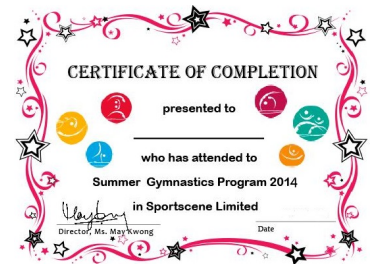 CERTIFICATE OF COMPLETION
presented to
who has attended to
Summer Gymnastics Program 2014
in Sportscene Limited
Director, Ms. May Kwong
Date